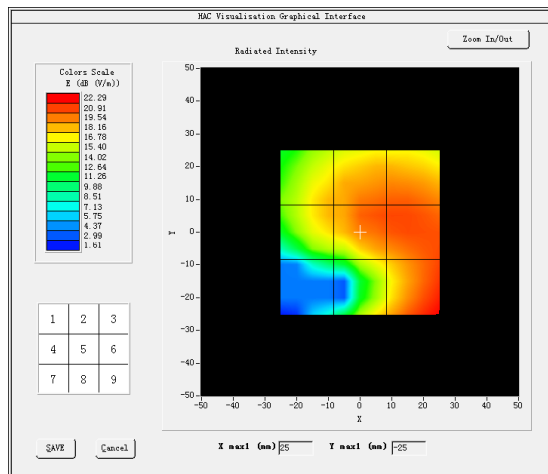 HAC Visualisation Graphical Interface
Zoom In/Out
Radiated Intensity
Colors Scale
E (dB (V/m))
22.29
20.91
19.54
18.16
16.78
15.40
14.02
12.64
11.26
9.88
8.51
7.13
5.75
4.37
2.99
1.61
50
40
30
20
10
0
-10
-20
-30
-40
-50
Y
-50 -40 -30 -20 -10 0 10 20 30 40 50
X
1 2 3
4 5 6
7 8 9
SAVE Cancel
X max1 (mm) 25 Y max1 (mm) -25